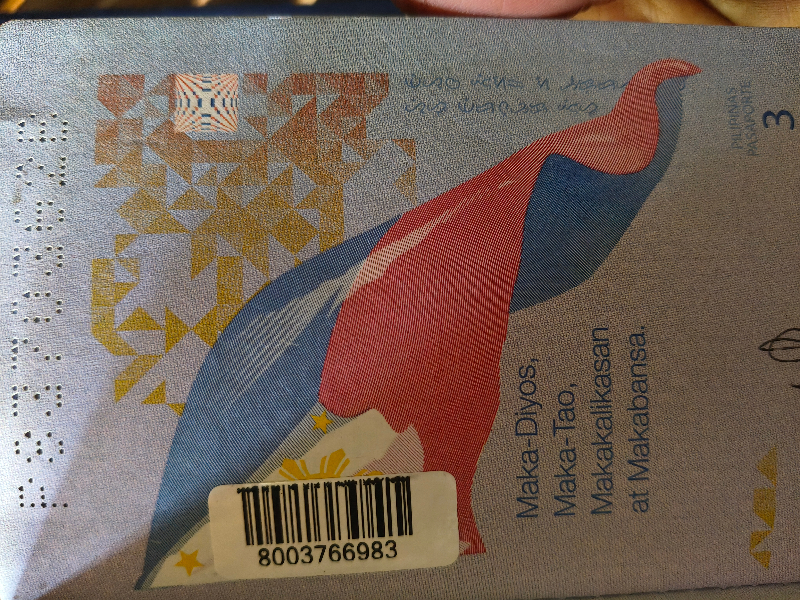 Maka-Diyos,
Maka-Tao,
Makakalikasan
at Makabansa.
PILIPINAS
PASAPORTE
3
8003766983